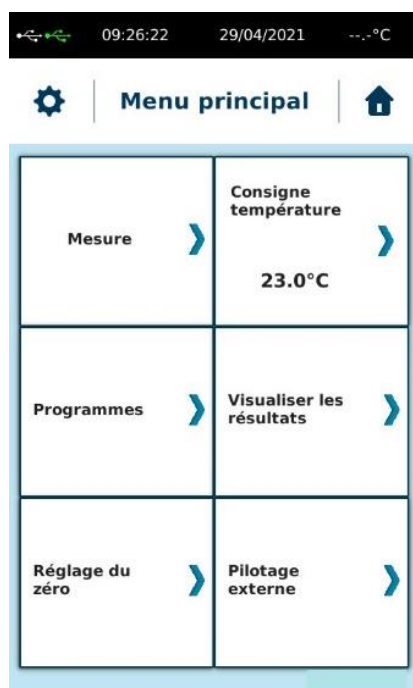 09:26:22 29/04/2021 --.-°C
Menu principal
Mesure
Consigne
température
23.0°C
Programmes
Visualiser les
résultats
Réglage du
zéro
Pilotage
externe